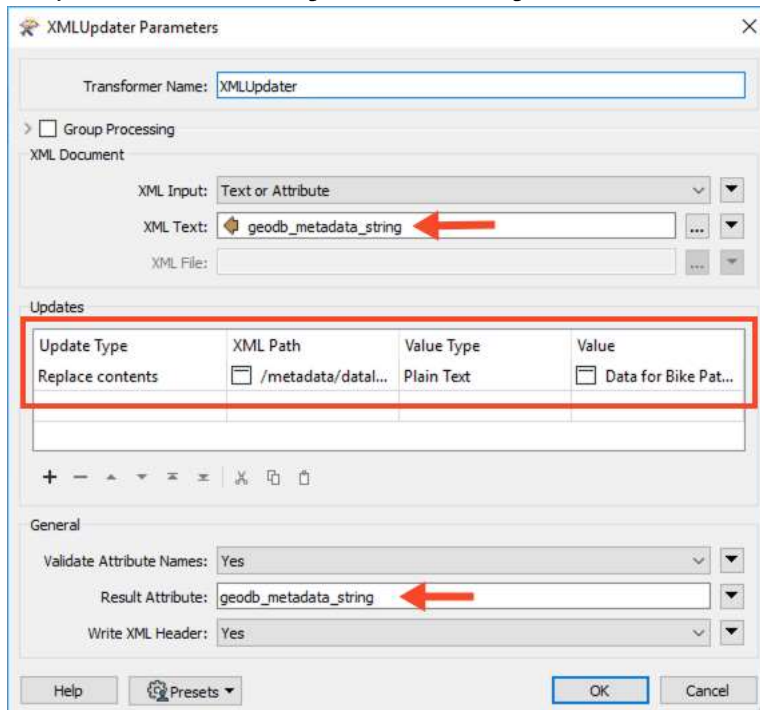 XMLUpdater Parameters
Transformer Name: XMLUpdater
Group Processing
XML Document
XML Input: Text or Attribute
XML Text: geodb_metadata_string ...
XML File: ...
Updates
Update Type XML Path Value Type Value
Replace contents /metadata/datal... Plain Text Data for Bike Pat...
General
Validate Attribute Names: Yes
Result Attribute: geodb_metadata_string
Write XML Header: Yes
Help Presets OK Cancel